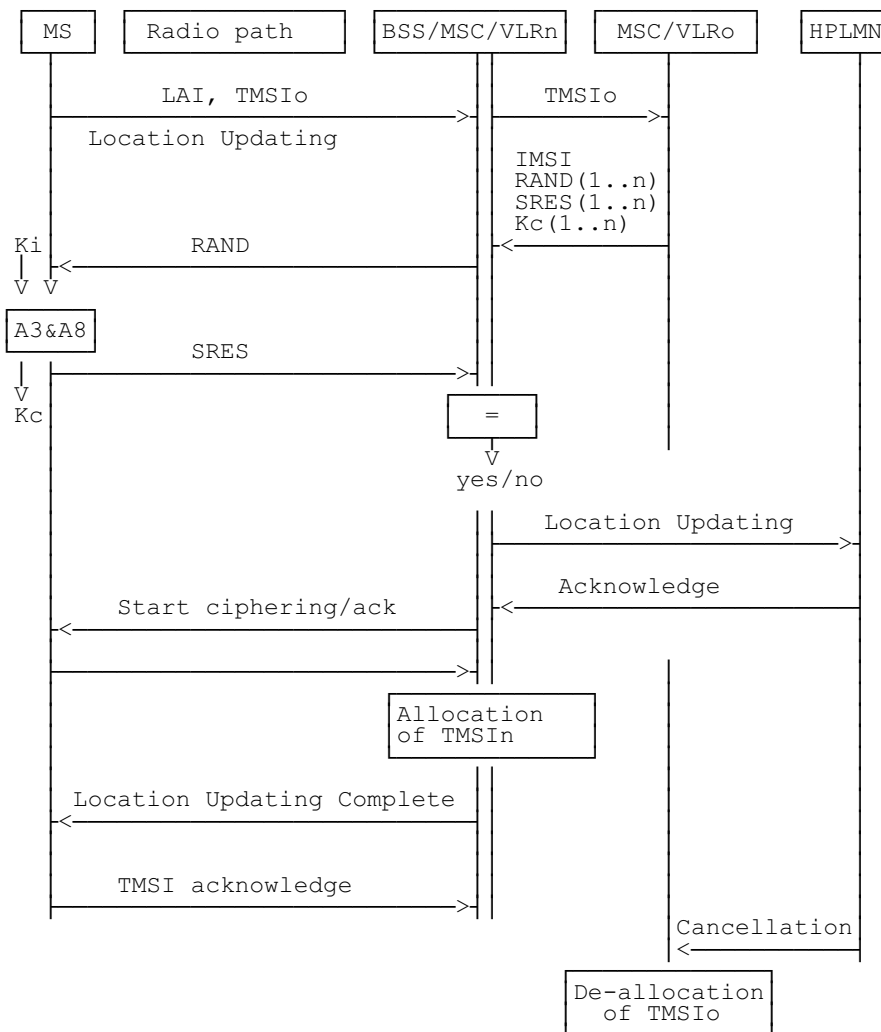 MS Radio path BSS/MSC/VLRn MSC/VLRo HPLMN
LAI, TMSIo TMSIo
Location Updating
IMSI
RAND(1..n)
SRES(1..n)
Kc(1..n)
Ki RAND
V V
A3&A8
SRES
V
Kc
=
V
yes/no
Location Updating
Acknowledge
Start ciphering/ack
Allocation
of TMSIn
Location Updating Complete
TMSI acknowledge
Cancellation
De-allocation
of TMSIo